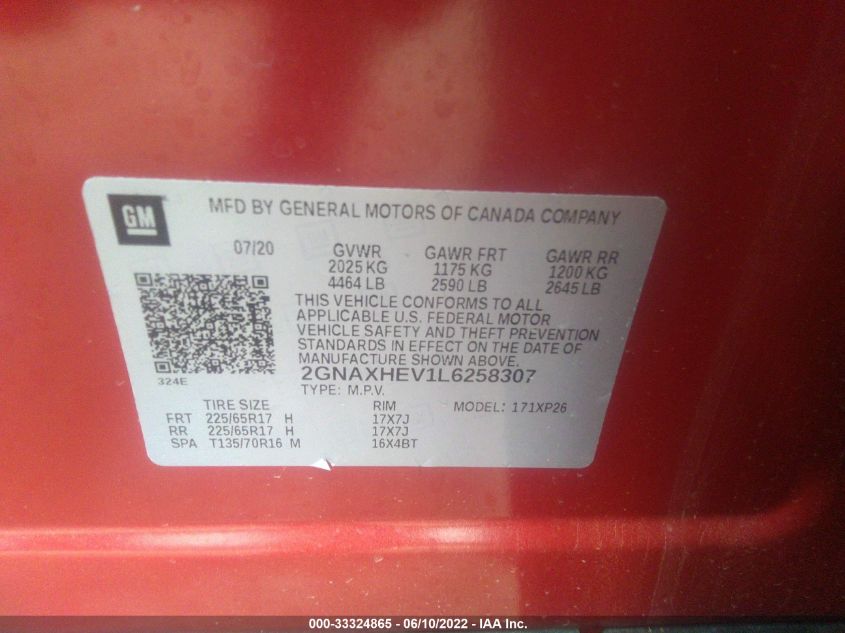 GM
MFD BY GENERAL MOTORS OF CANADA COMPANY
07/20 GVWR GAWR FRT GAWR RR
2025 KG 1175 KG 1200 KG
4464 LB 2590 LB 2645 LB
THIS VEHICLE CONFORMS TO ALL
APPLICABLE U.S. FEDERAL MOTOR
VEHICLE SAFETY AND THEFT PREVENTION
STANDARDS IN EFFECT ON THE DATE OF
MANUFACTURE SHOWN ABOVE.
324E
2GNAXHEV1L6258307
TYPE: M.P.V.
TIRE SIZE RIM MODEL: 171XP26
FRT 225/65R17 H 17X7J
RR 225/65R17 H 17X7J
SPA T135/70R16 M 16X4BT
000-33324865 - 06/10/2022 - IAA Inc.